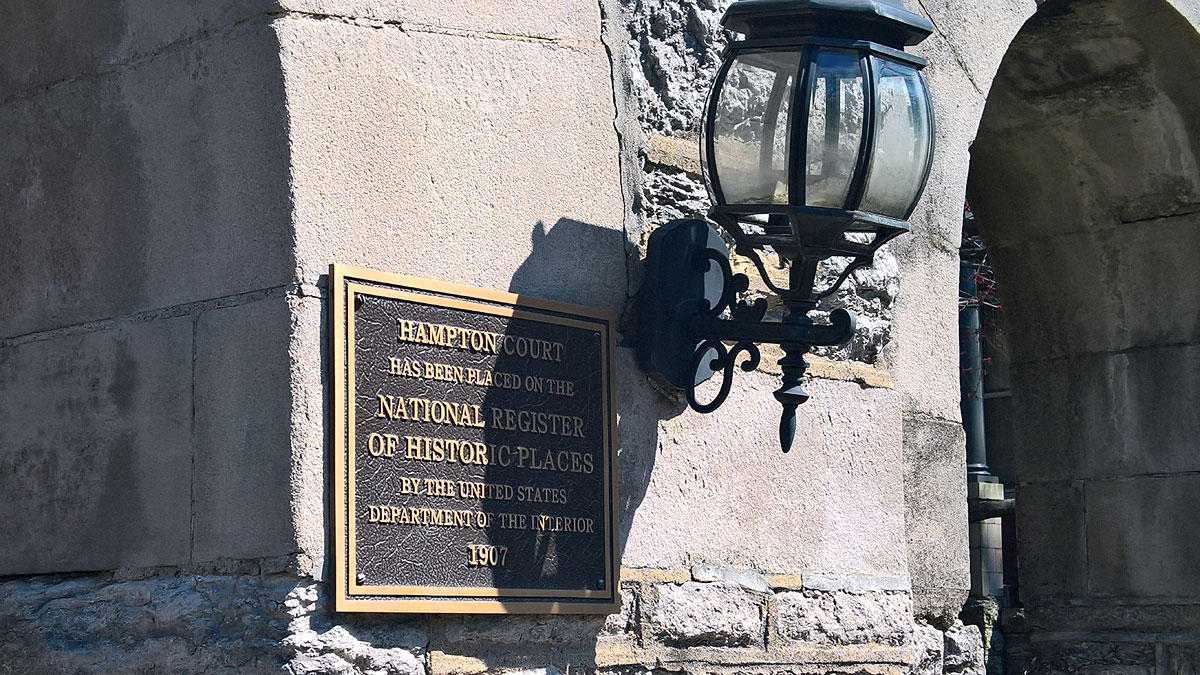 HAMPTON COURT
HAS BEEN PLACED ON THE
NATIONAL REGISTER
OF HISTORIC PLACES
BY THE UNITED STATES
DEPARTMENT OF THE INTERIOR
1907